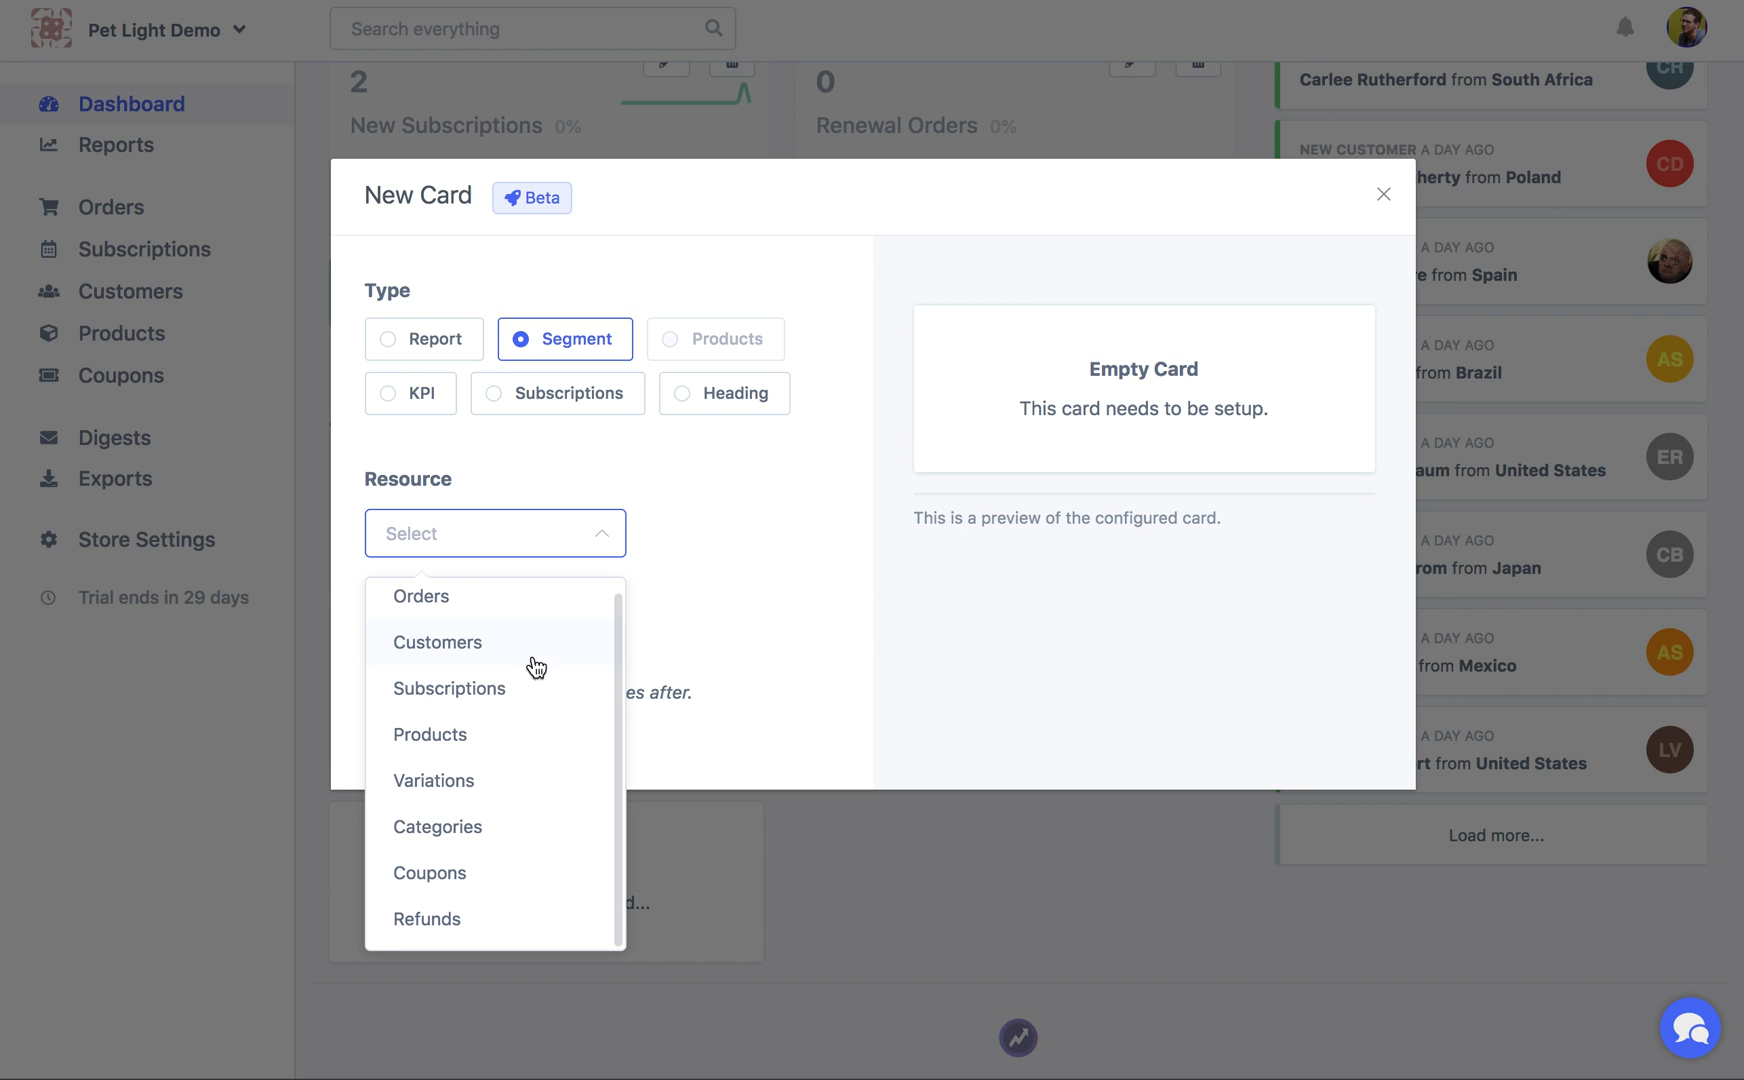 Pet Light Demo
Search everything
Dashboard
Reports
Orders
Subscriptions
Customers
Products
Coupons
Digests
Exports
Store Settings
Trial ends in 29 days
2
New Subscriptions 0%
0
Renewal Orders 0%
New Card
Beta
Type
Report
Segment
Products
KPI
Subscriptions
Heading
Resource
Select
Orders
Customers
Subscriptions
Products
Variations
Categories
Coupons
Refunds
es after.
d...
Empty Card
This card needs to be setup.
This is a preview of the configured card.
Carlee Rutherford from South Africa
CR
NEW CUSTOMER A DAY AGO
herty from Poland
CD
A DAY AGO
e from Spain
A DAY AGO
from Brazil
AS
A DAY AGO
aum from United States
ER
A DAY AGO
rom from Japan
CB
A DAY AGO
from Mexico
AS
A DAY AGO
rt from United States
LV
Load more...